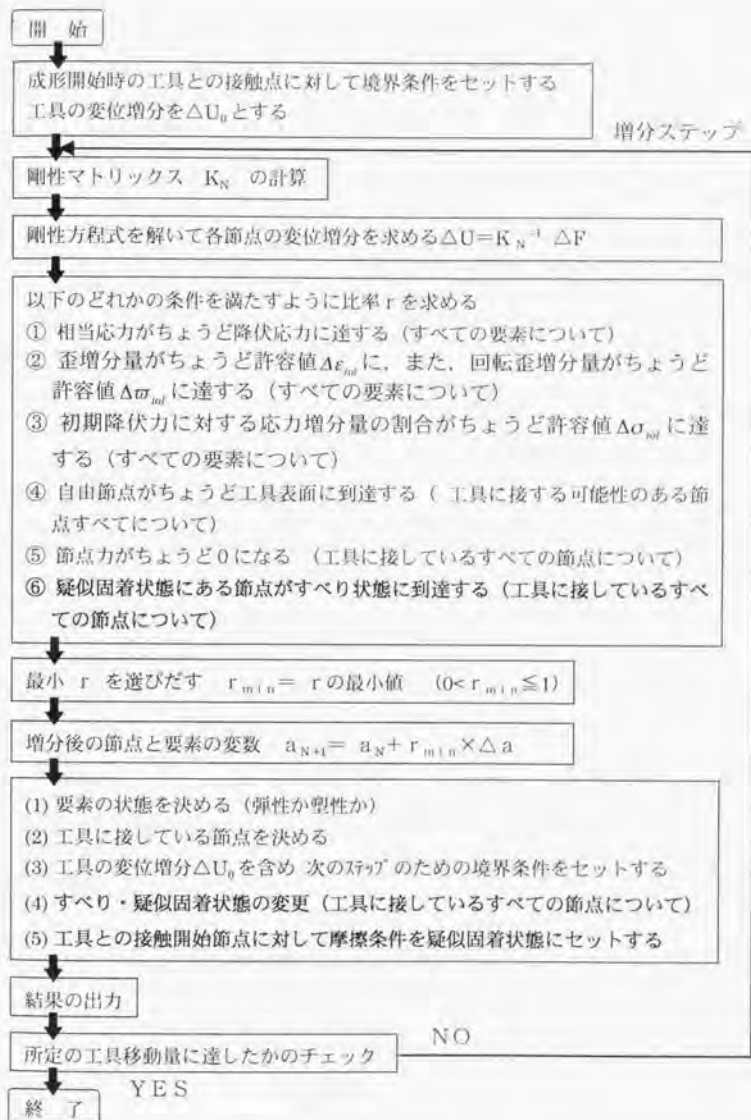 開 始
成形開始時の工具との接触点に対して境界条件をセットする
工具の変位増分を△U₀とする
増分ステップ
剛性マトリックス K_N の計算
剛性方程式を解いて各節点の変位増分を求める△U=K_N⁻¹ △F
以下のどれかの条件を満たすように比率 r を求める
① 相当応力がちょうど降伏応力に達する（すべての要素について）
② 歪増分量がちょうど許容値Δε_tol に，また，回転歪増分量がちょうど
許容値Δϖ_tol に達する（すべての要素について）
③ 初期降伏力に対する応力増分量の割合がちょうど許容値Δσ_tol に達
する（すべての要素について）
④ 自由節点がちょうど工具表面に到達する（ 工具に接する可能性のある節
点すべてについて）
⑤ 節点力がちょうど0になる （工具に接しているすべての節点について）
⑥ 疑似固着状態にある節点がすべり状態に到達する（工具に接しているすべ
ての節点について）
最小 r を選びだす r_min= r の最小値 (0< r_min≦1)
増分後の節点と要素の変数 a_N+1= a_N+ r_min×△a
(1) 要素の状態を決める（弾性か塑性か）
(2) 工具に接している節点を決める
(3) 工具の変位増分△U₀を含め 次のｽﾃｯﾌﾟのための境界条件をセットする
(4) すべり・疑似固着状態の変更（工具に接しているすべての節点について）
(5) 工具との接触開始節点に対して摩擦条件を疑似固着状態にセットする
結果の出力
所定の工具移動量に達したかのチェック
NO
YES
終 了